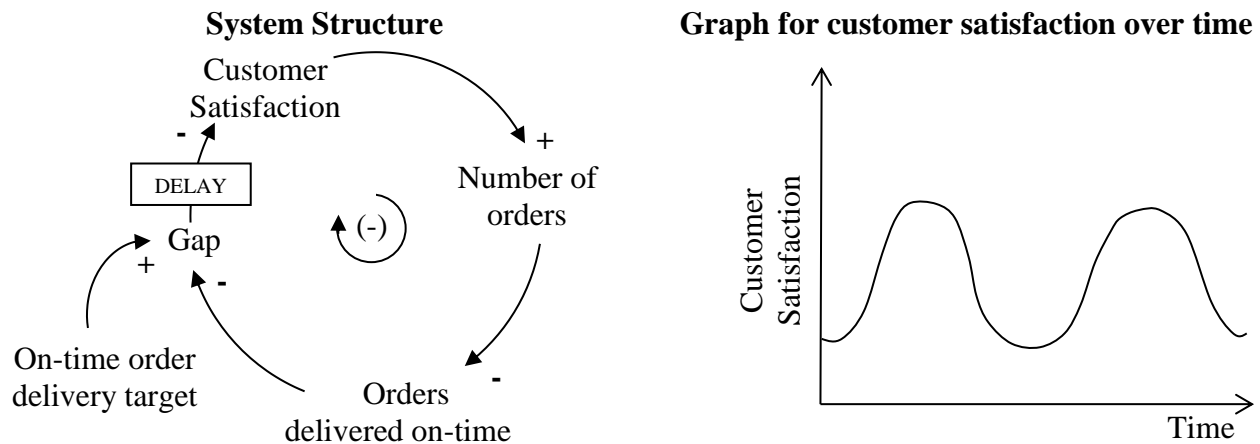 System Structure
Customer
Satisfaction
-
+
DELAY
Number of
orders
(-)
Gap
+
-
On-time order
delivery target
-
Orders
delivered on-time
Graph for customer satisfaction over time
Customer
Satisfaction
Time